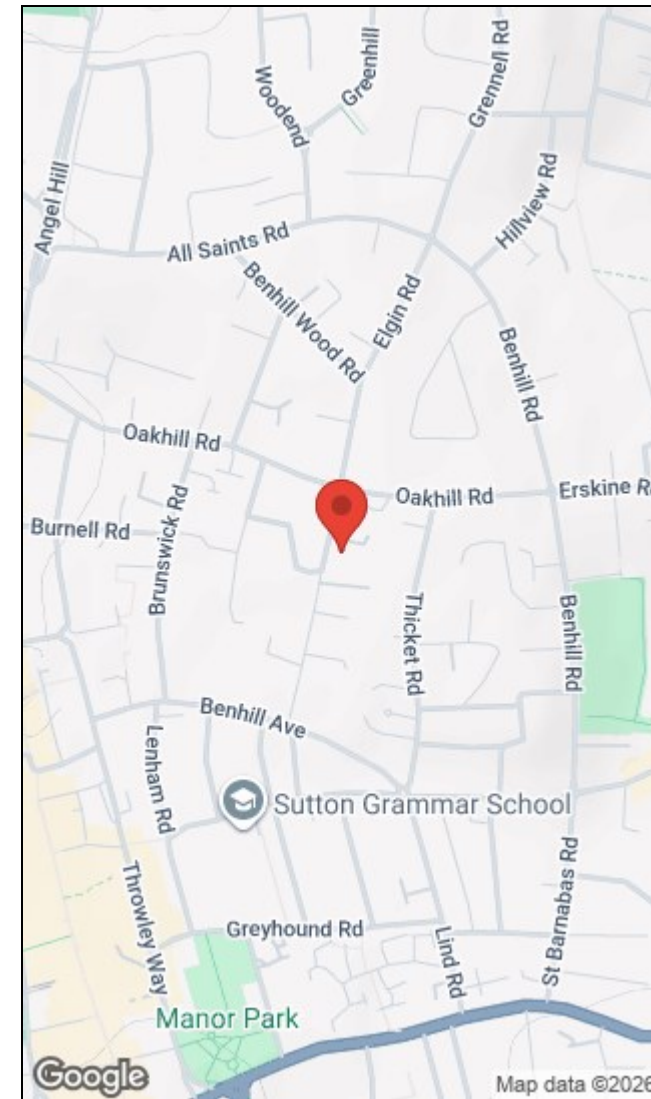 Greenhill
Grennell Rd
Woodend
Angel Hill
Hillview Rd
All Saints Rd
Benhill Wood Rd
Elgin Rd
Benhill Rd
Oakhill Rd
Oakhill Rd
Erskine R
Burnell Rd
Brunswick Rd
Thicket Rd
Benhill Rd
Benhill Ave
Lenham Rd
Sutton Grammar School
Throwley Way
St Barnabas Rd
Greyhound Rd
Lind Rd
Manor Park
Google
Map data ©2026